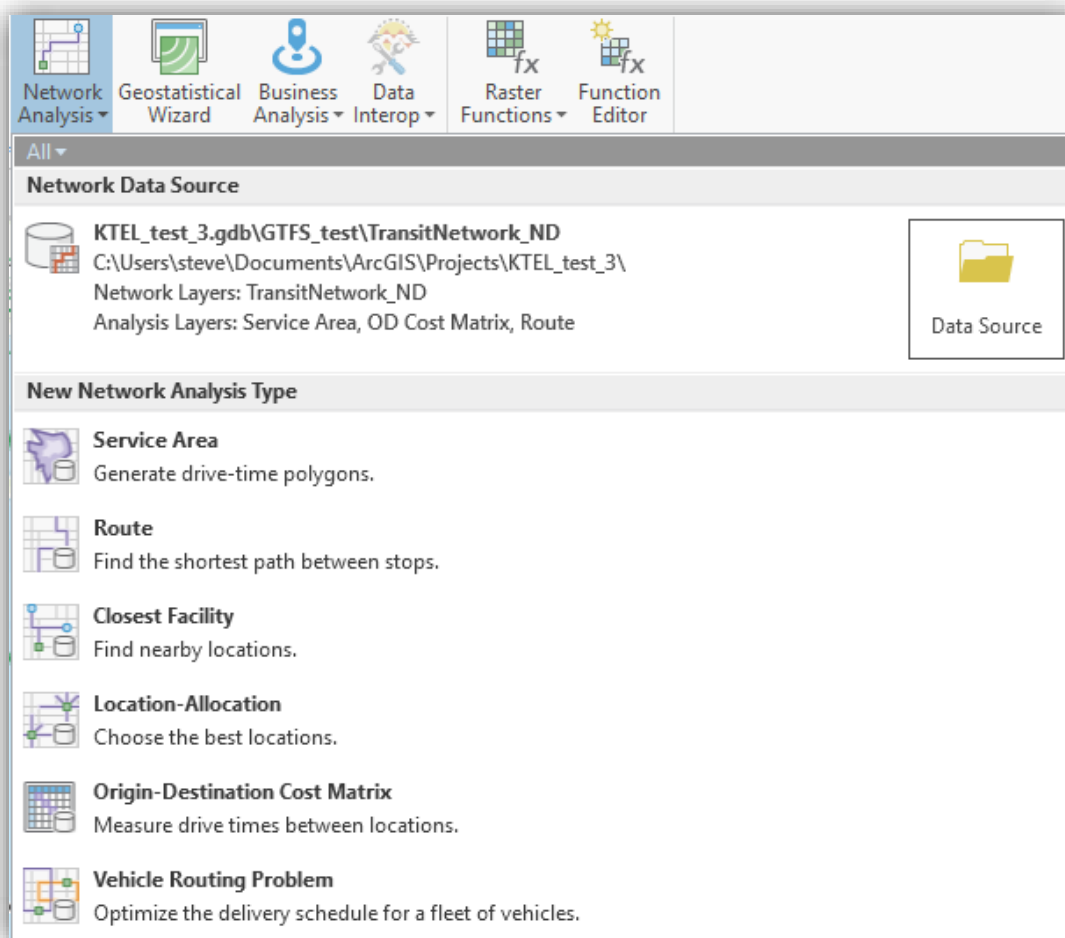 Network Analysis
Geostatistical Wizard
Business Analysis
Data Interop
Raster Functions
Function Editor
All
Network Data Source
KTEL_test_3.gdb\GTFS_test\TransitNetwork_ND
C:\Users\steve\Documents\ArcGIS\Projects\KTEL_test_3\
Network Layers: TransitNetwork_ND
Analysis Layers: Service Area, OD Cost Matrix, Route
Data Source
New Network Analysis Type
Service Area
Generate drive-time polygons.
Route
Find the shortest path between stops.
Closest Facility
Find nearby locations.
Location-Allocation
Choose the best locations.
Origin-Destination Cost Matrix
Measure drive times between locations.
Vehicle Routing Problem
Optimize the delivery schedule for a fleet of vehicles.